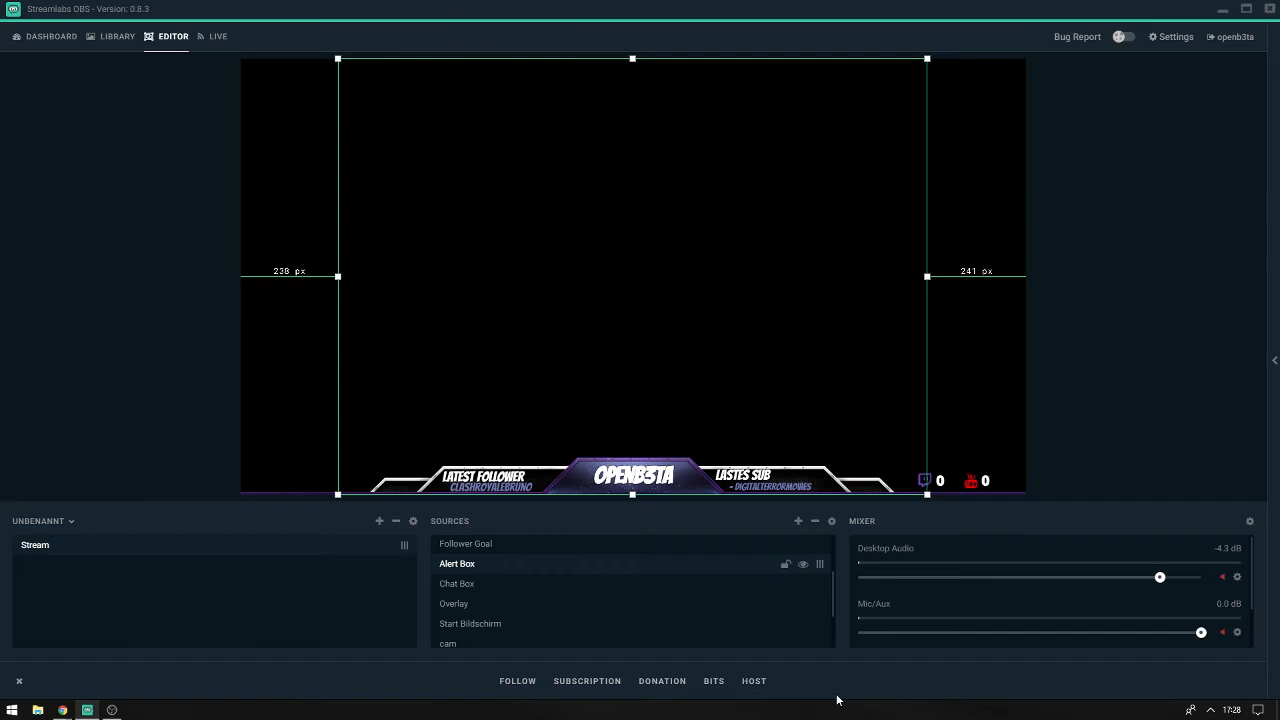 Streamlabs OBS - Version: 0.8.3
DASHBOARD LIBRARY EDITOR LIVE Bug Report Settings openb3ta
238 px 241 px
LATEST FOLLOWER OPENB3TA LASTES SUB
CLASHROYALEBRUNO - DIGITALTERRORMOVIES 0 0
UNBENANNT SOURCES MIXER
Stream
Follower Goal
Alert Box
Chat Box
Overlay
Start Bildschirm
cam
Desktop Audio -4.3 dB
Mic/Aux 0.0 dB
FOLLOW SUBSCRIPTION DONATION BITS HOST
17:28